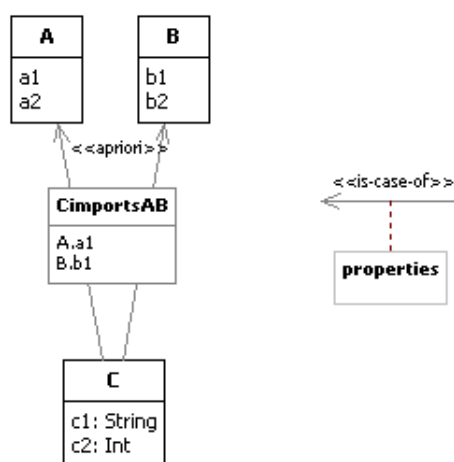 A
a1
a2
B
b1
b2
<<apriori>>
CimportsAB
A.a1
B.b1
C
c1: String
c2: Int
<<is-case-of>>
properties